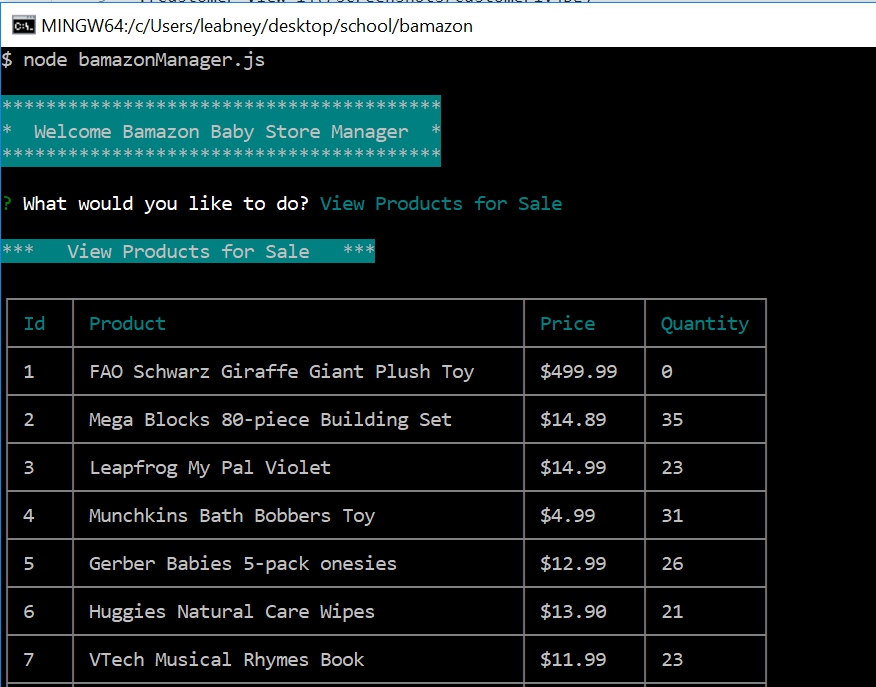 MINGW64:/c/Users/leabney/desktop/school/bamazon
$ node bamazonManager.js
****************************************
*  Welcome Bamazon Baby Store Manager  *
****************************************
? What would you like to do? View Products for Sale
***   View Products for Sale   ***
Id Product Price Quantity
1 FAO Schwarz Giraffe Giant Plush Toy $499.99 0
2 Mega Blocks 80-piece Building Set $14.89 35
3 Leapfrog My Pal Violet $14.99 23
4 Munchkins Bath Bobbers Toy $4.99 31
5 Gerber Babies 5-pack onesies $12.99 26
6 Huggies Natural Care Wipes $13.90 21
7 VTech Musical Rhymes Book $11.99 23